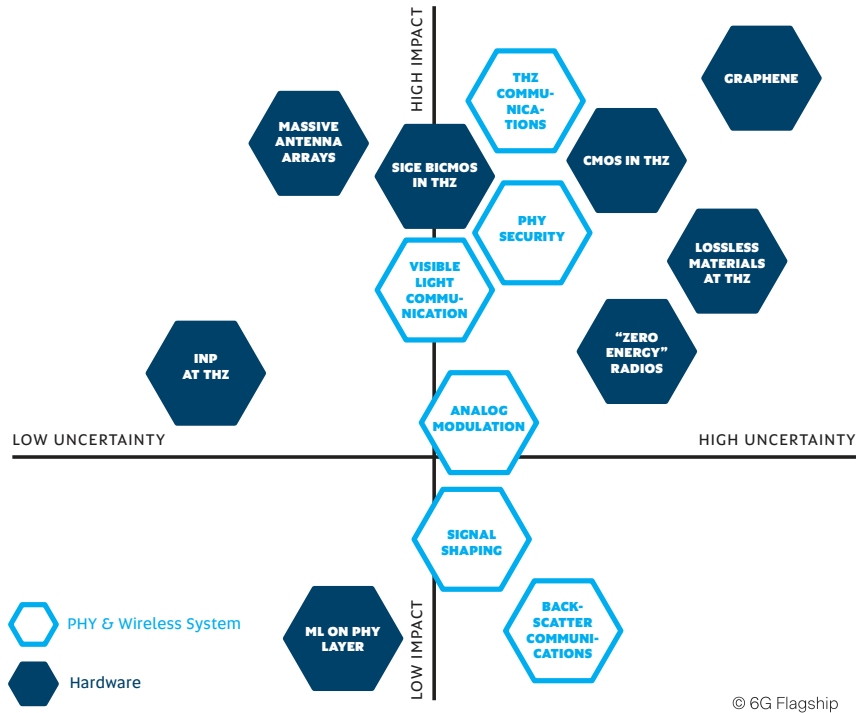 HIGH IMPACT
THZ
COMMU-
NICA-
TIONS
GRAPHENE
MASSIVE
ANTENNA
ARRAYS
SIGE BICMOS
IN THZ
CMOS IN THZ
PHY
SECURITY
LOSSLESS
MATERIALS
AT THZ
VISIBLE
LIGHT
COMMU-
NICATION
INP
AT THZ
“ZERO
ENERGY”
RADIOS
ANALOG
MODULATION
LOW UNCERTAINTY
HIGH UNCERTAINTY
SIGNAL
SHAPING
BACK-
SCATTER
COMMUNI-
CATIONS
ML ON PHY
LAYER
LOW IMPACT
PHY & Wireless System
Hardware
© 6G Flagship